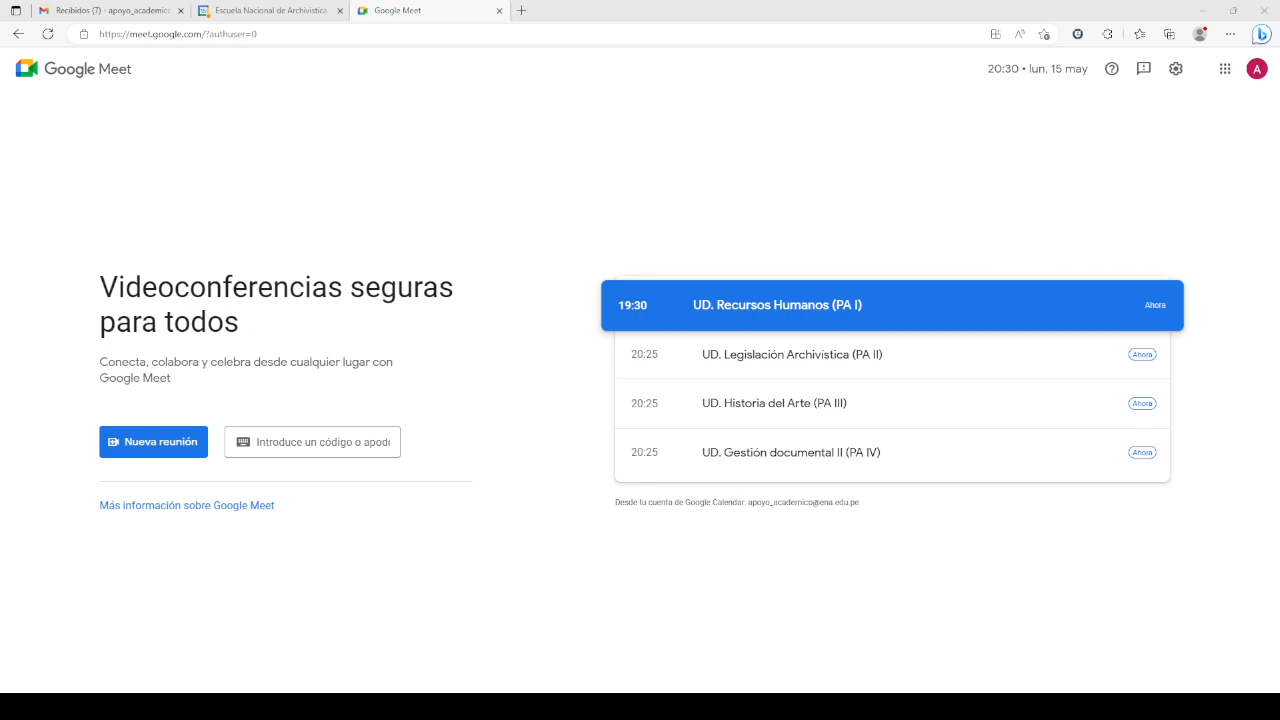 Recibidos (7) - apoyo_academico
Escuela Nacional de Archivística
Google Meet
https://meet.google.com/?authuser=0
Google Meet
20:30 • lun, 15 may
A
Videoconferencias seguras
para todos
Conecta, colabora y celebra desde cualquier lugar con
Google Meet
Nueva reunión
Introduce un código o apodo
Más información sobre Google Meet
19:30 UD. Recursos Humanos (PA I) Ahora
20:25 UD. Legislación Archivística (PA II) Ahora
20:25 UD. Historia del Arte (PA III) Ahora
20:25 UD. Gestión documental II (PA IV) Ahora
Desde tu cuenta de Google Calendar: apoyo_academico@ena.edu.pe